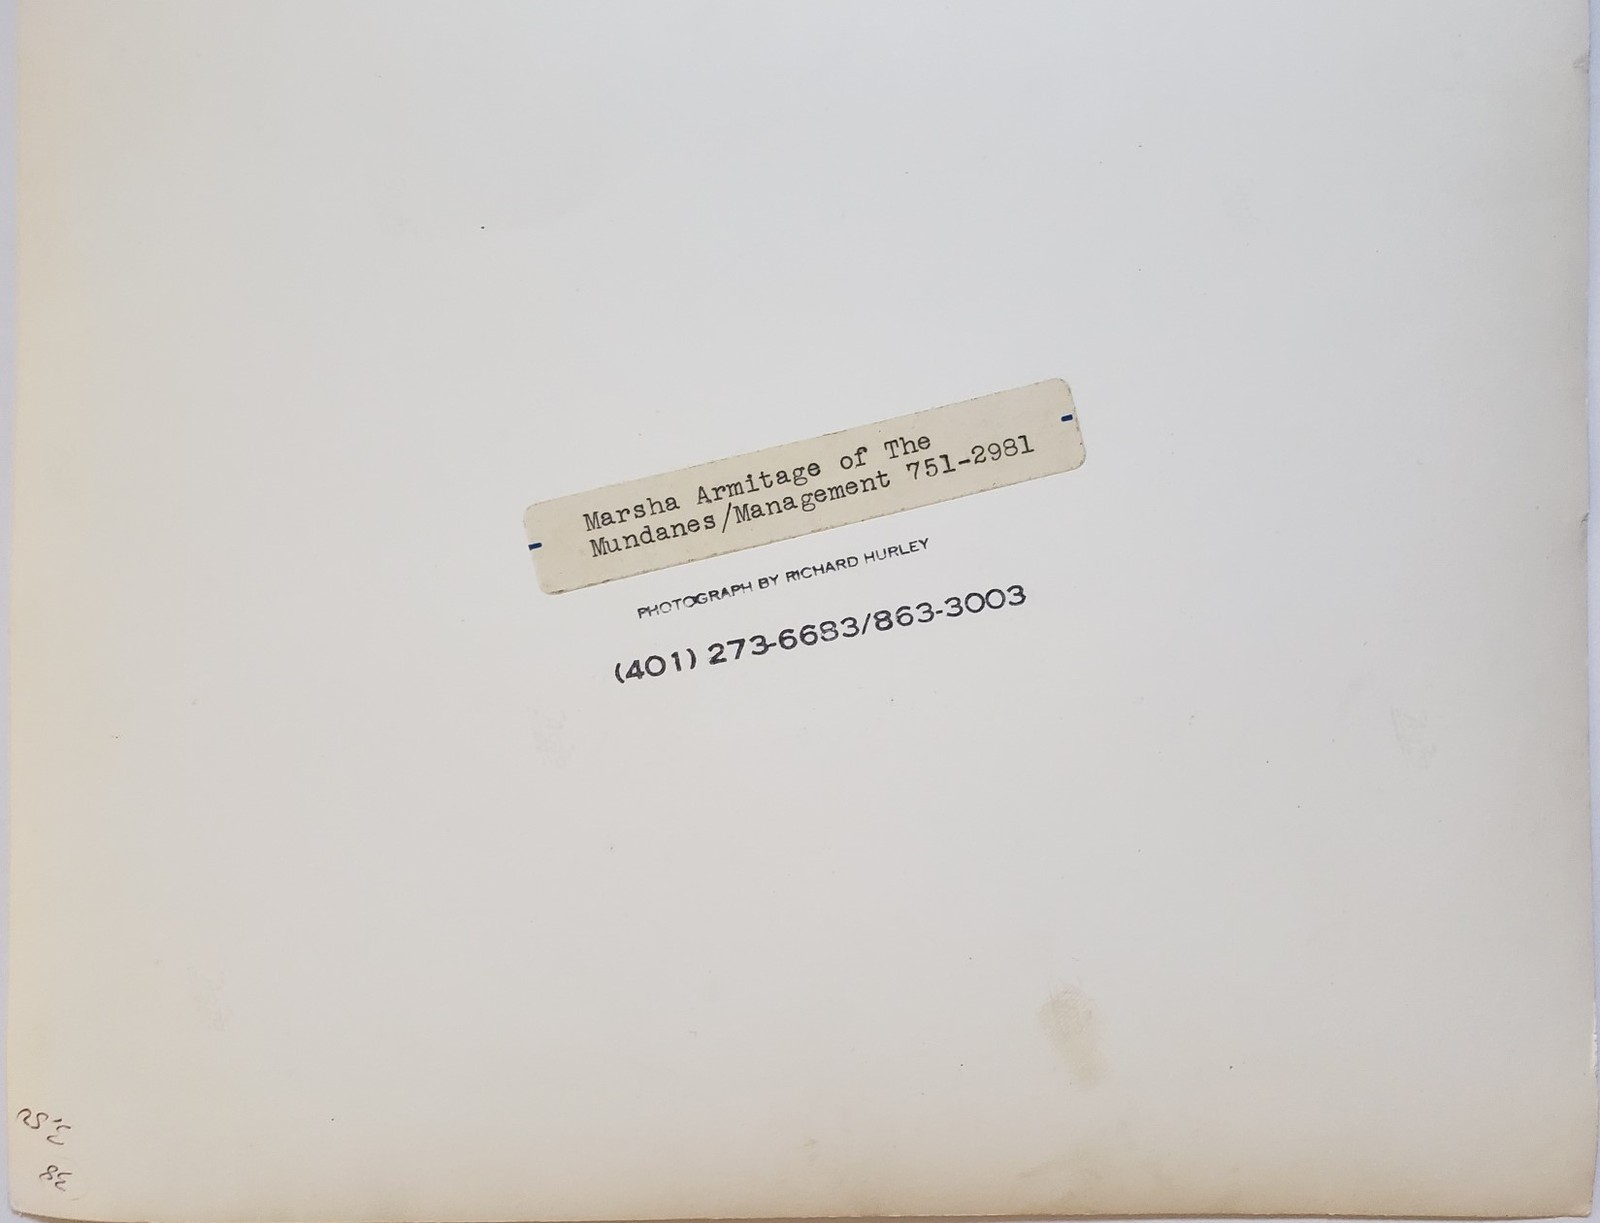 Marsha Armitage of The
Mundanes/Management 751-2981
PHOTOGRAPH BY RICHARD HURLEY
(401) 273-6683/863-3003